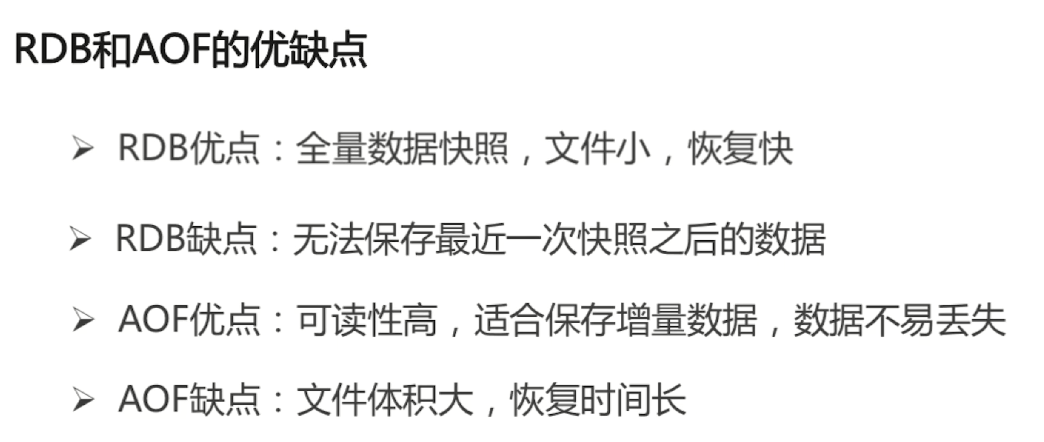 RDB和AOF的优缺点
➢ RDB优点：全量数据快照，文件小，恢复快
➢ RDB缺点：无法保存最近一次快照之后的数据
➢ AOF优点：可读性高，适合保存增量数据，数据不易丢失
➢ AOF缺点：文件体积大，恢复时间长